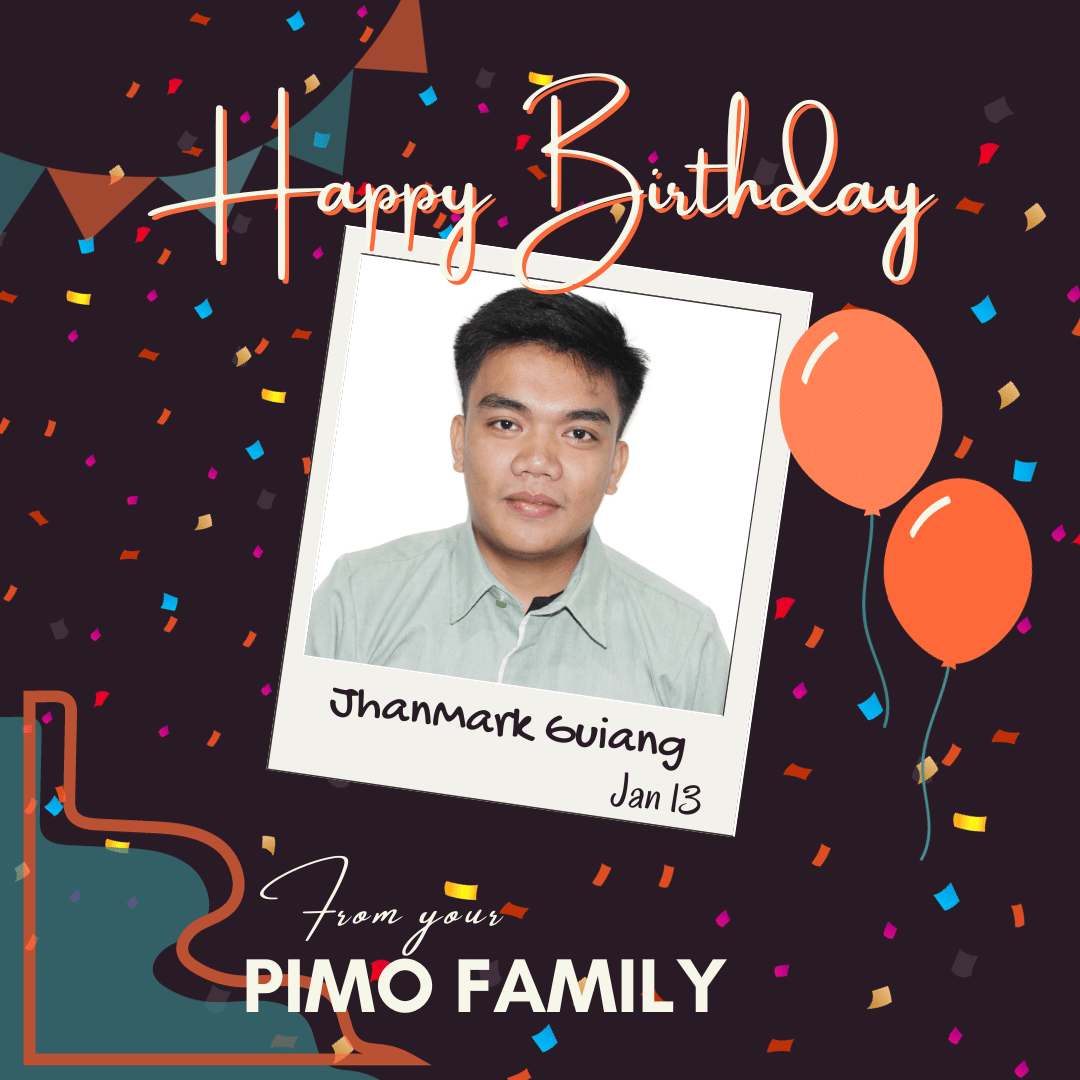 Happy Birthday
JhanMark Guiang
Jan 13
From your
PIMO FAMILY